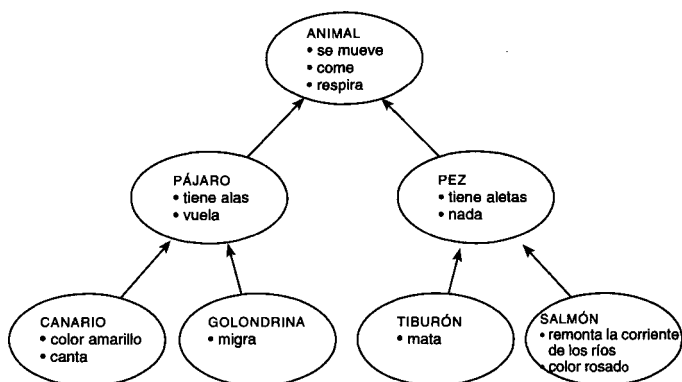 ANIMAL
• se mueve
• come
• respira
PÁJARO
• tiene alas
• vuela
PEZ
• tiene aletas
• nada
CANARIO
• color amarillo
• canta
GOLONDRINA
• migra
TIBURÓN
• mata
SALMÓN
• remonta la corriente
de los ríos
• color rosado